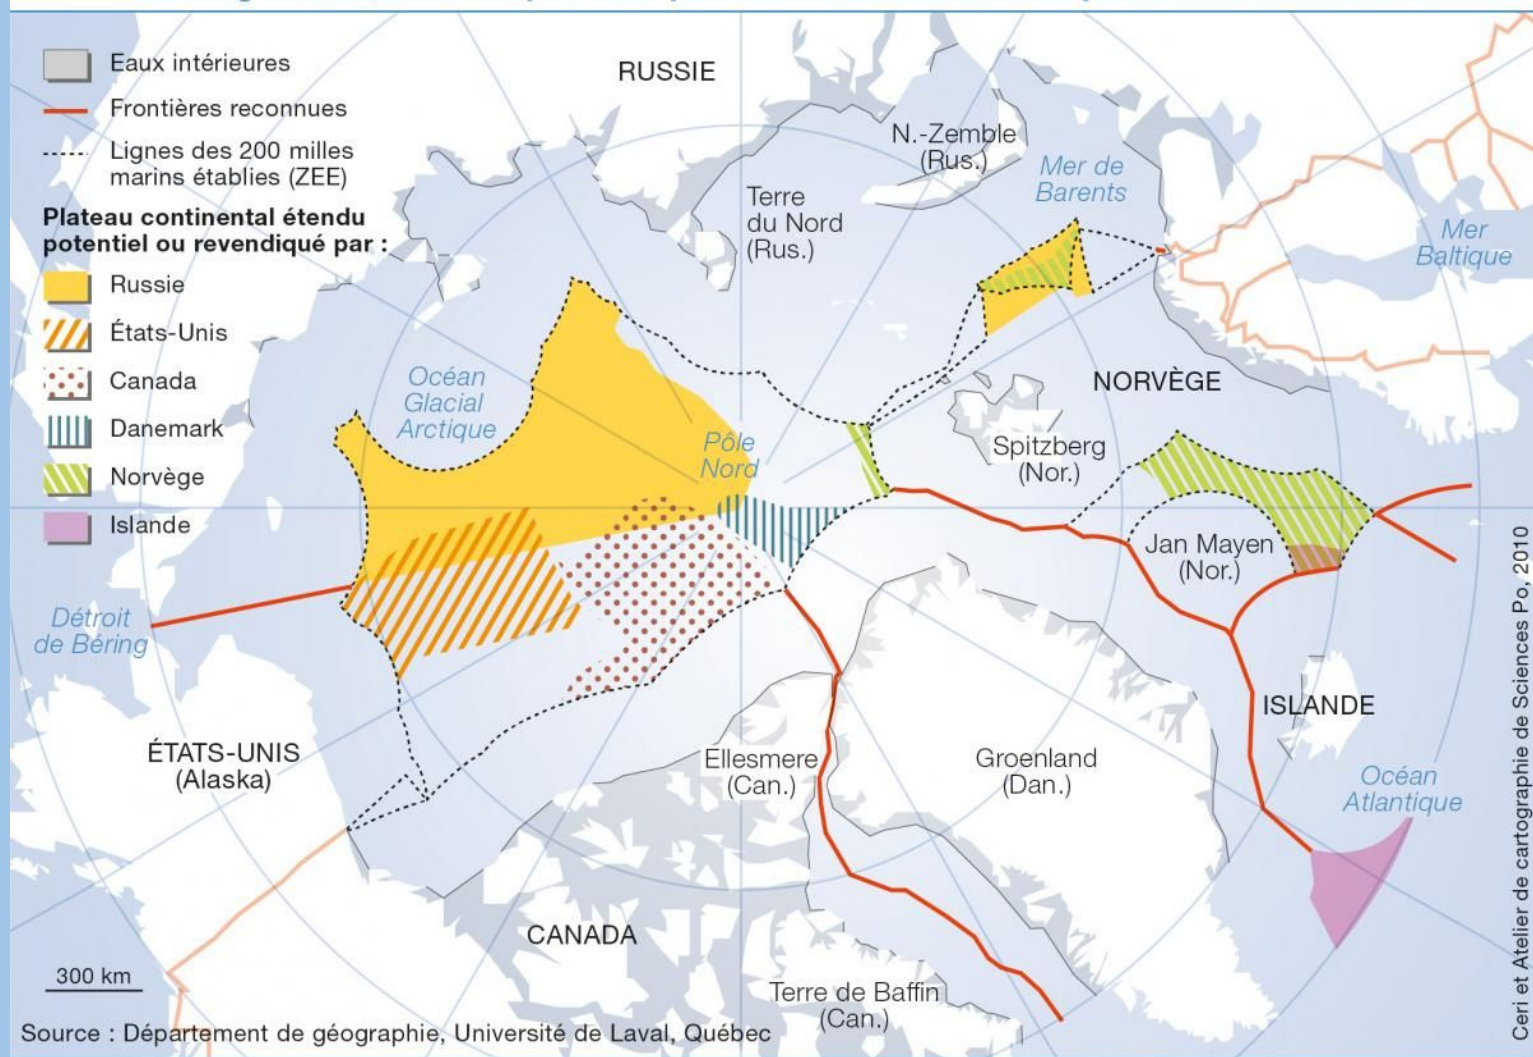 Eaux intérieures
Frontières reconnues
Lignes des 200 milles
marins établies (ZEE)
Plateau continental étendu
potentiel ou revendiqué par :
Russie
États-Unis
Canada
Danemark
Norvège
Islande
RUSSIE
N.-Zemble
(Rus.)
Mer de
Barents
Terre
du Nord
(Rus.)
Mer
Baltique
Océan
Glacial
Arctique
Pôle
Nord
NORVÈGE
Spitzberg
(Nor.)
Jan Mayen
(Nor.)
Détroit
de Béring
ÉTATS-UNIS
(Alaska)
Ellesmere
(Can.)
Groenland
(Dan.)
ISLANDE
Océan
Atlantique
CANADA
Terre de Baffin
(Can.)
300 km
Source : Département de géographie, Université de Laval, Québec
Ceri et Atelier de cartographie de Sciences Po, 2010